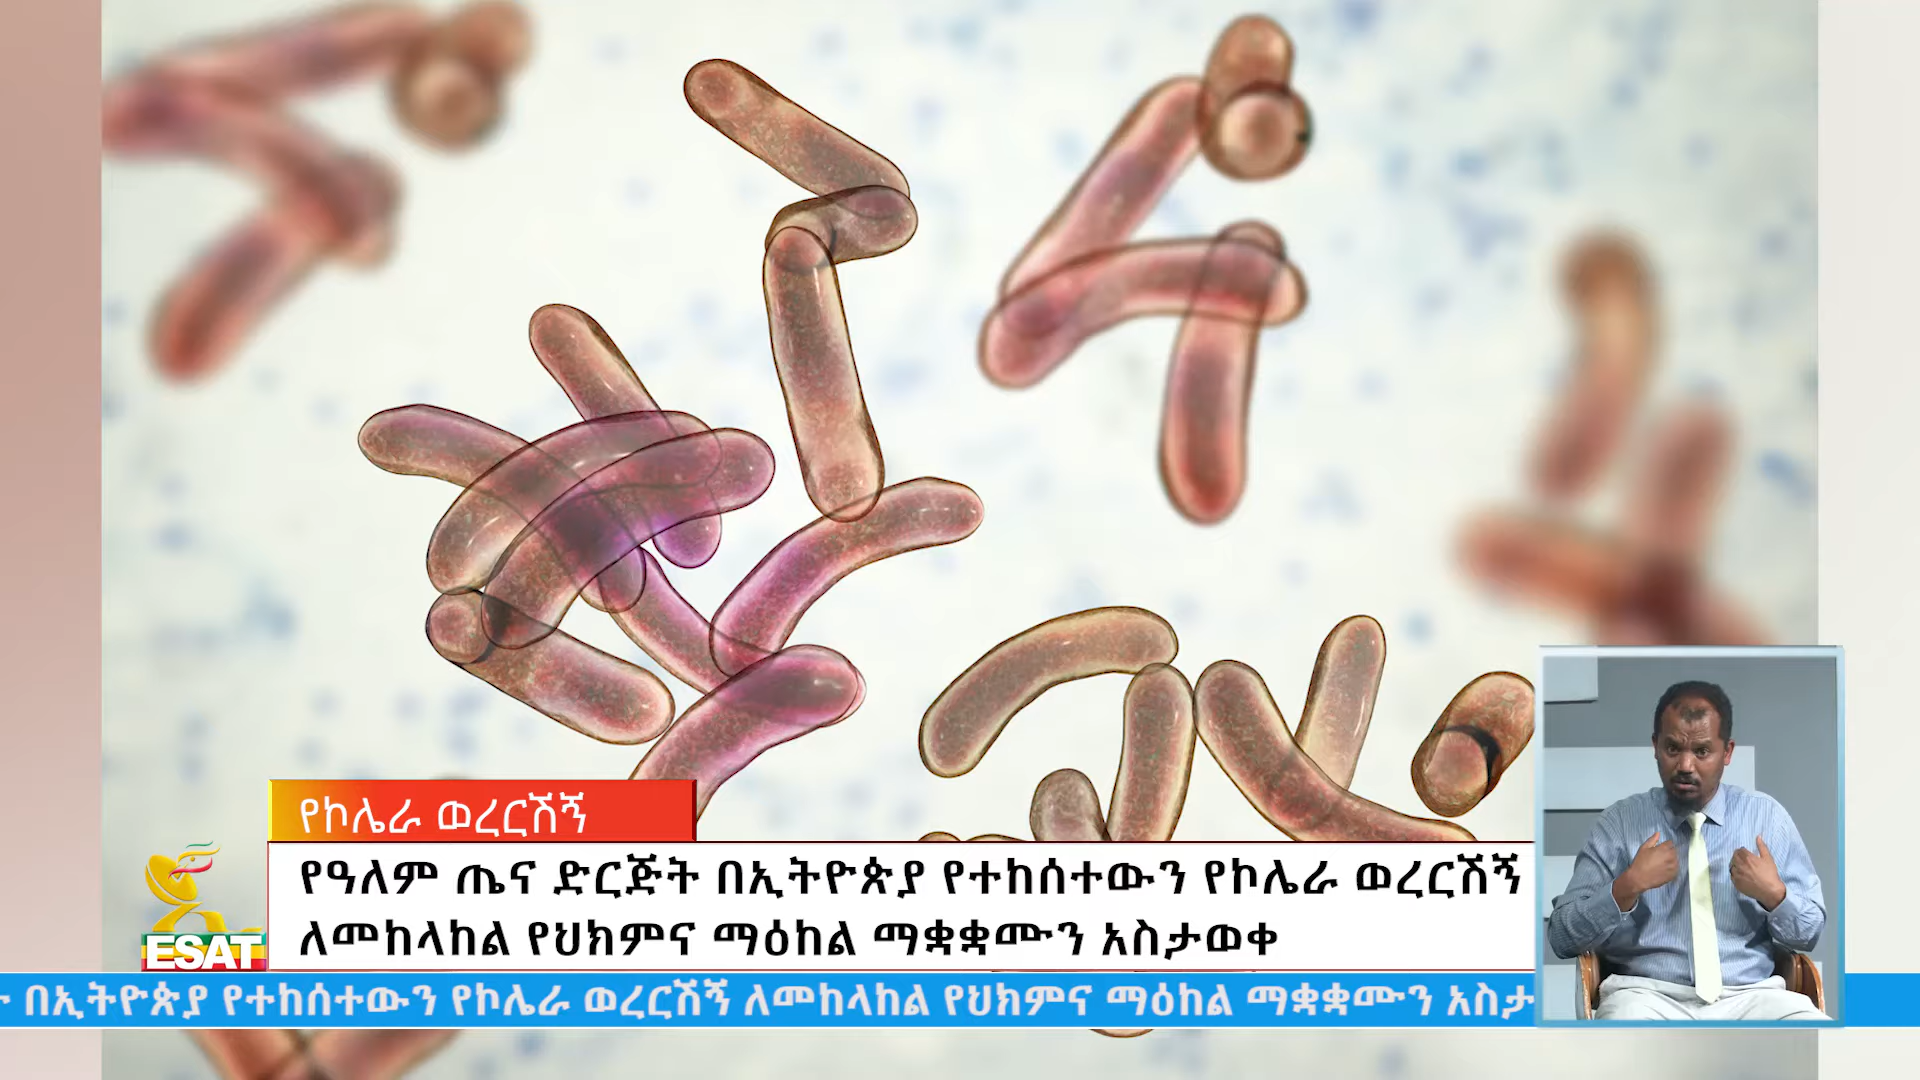 የኮሌራ ወረርሽኝ
የዓለም ጤና ድርጅት በኢትዮጵያ የተከሰተውን የኮሌራ ወረርሽኝ
ለመከላከል የህክምና ማዕከል ማቋቋሙን አስታወቀ
ESAT
በኢትዮጵያ የተከሰተውን የኮሌራ ወረርሽኝ ለመከላከል የህክምና ማዕከል ማቋቋሙን